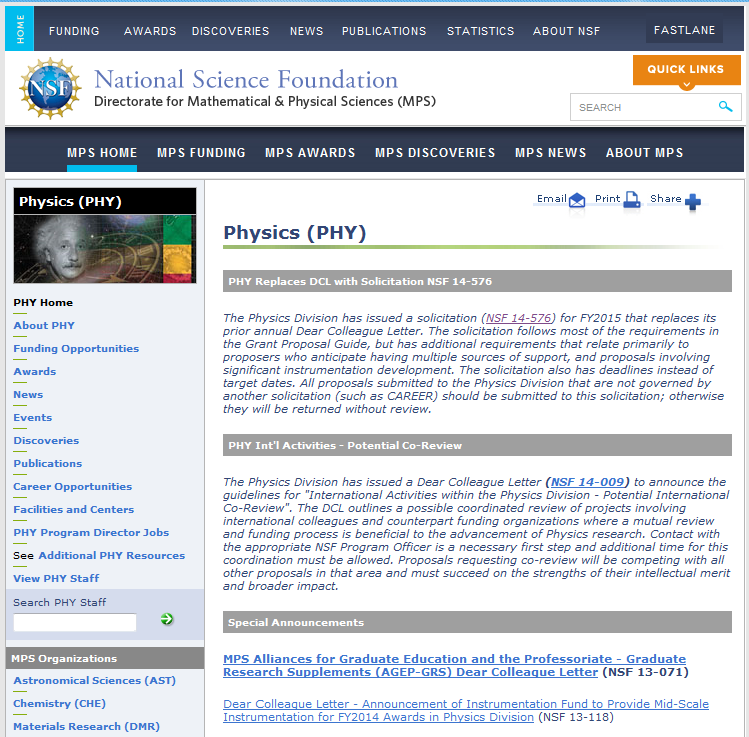 HOME
FUNDING AWARDS DISCOVERIES NEWS PUBLICATIONS STATISTICS ABOUT NSF FASTLANE
NSF
National Science Foundation
Directorate for Mathematical & Physical Sciences (MPS)
QUICK LINKS
SEARCH
MPS HOME MPS FUNDING MPS AWARDS MPS DISCOVERIES MPS NEWS ABOUT MPS
Physics (PHY)
PHY Home
About PHY
Funding Opportunities
Awards
News
Events
Discoveries
Publications
Career Opportunities
Facilities and Centers
PHY Program Director Jobs
See Additional PHY Resources
View PHY Staff
Search PHY Staff
MPS Organizations
Astronomical Sciences (AST)
Chemistry (CHE)
Materials Research (DMR)
Email Print Share
Physics (PHY)
PHY Replaces DCL with Solicitation NSF 14-576
The Physics Division has issued a solicitation (NSF 14-576) for FY2015 that replaces its
prior annual Dear Colleague Letter. The solicitation follows most of the requirements in
the Grant Proposal Guide, but has additional requirements that relate primarily to
proposers who anticipate having multiple sources of support, and proposals involving
significant instrumentation development. The solicitation also has deadlines instead of
target dates. All proposals submitted to the Physics Division that are not governed by
another solicitation (such as CAREER) should be submitted to this solicitation; otherwise
they will be returned without review.
PHY Int'l Activities - Potential Co-Review
The Physics Division has issued a Dear Colleague Letter (NSF 14-009) to announce the
guidelines for "International Activities within the Physics Division - Potential International
Co-Review". The DCL outlines a possible coordinated review of projects involving
international colleagues and counterpart funding organizations where a mutual review
and funding process is beneficial to the advancement of Physics research. Contact with
the appropriate NSF Program Officer is a necessary first step and additional time for this
coordination must be allowed. Proposals requesting co-review will be competing with all
other proposals in that area and must succeed on the strengths of their intellectual merit
and broader impact.
Special Announcements
MPS Alliances for Graduate Education and the Professoriate - Graduate
Research Supplements (AGEP-GRS) Dear Colleague Letter (NSF 13-071)
Dear Colleague Letter - Announcement of Instrumentation Fund to Provide Mid-Scale
Instrumentation for FY2014 Awards in Physics Division (NSF 13-118)